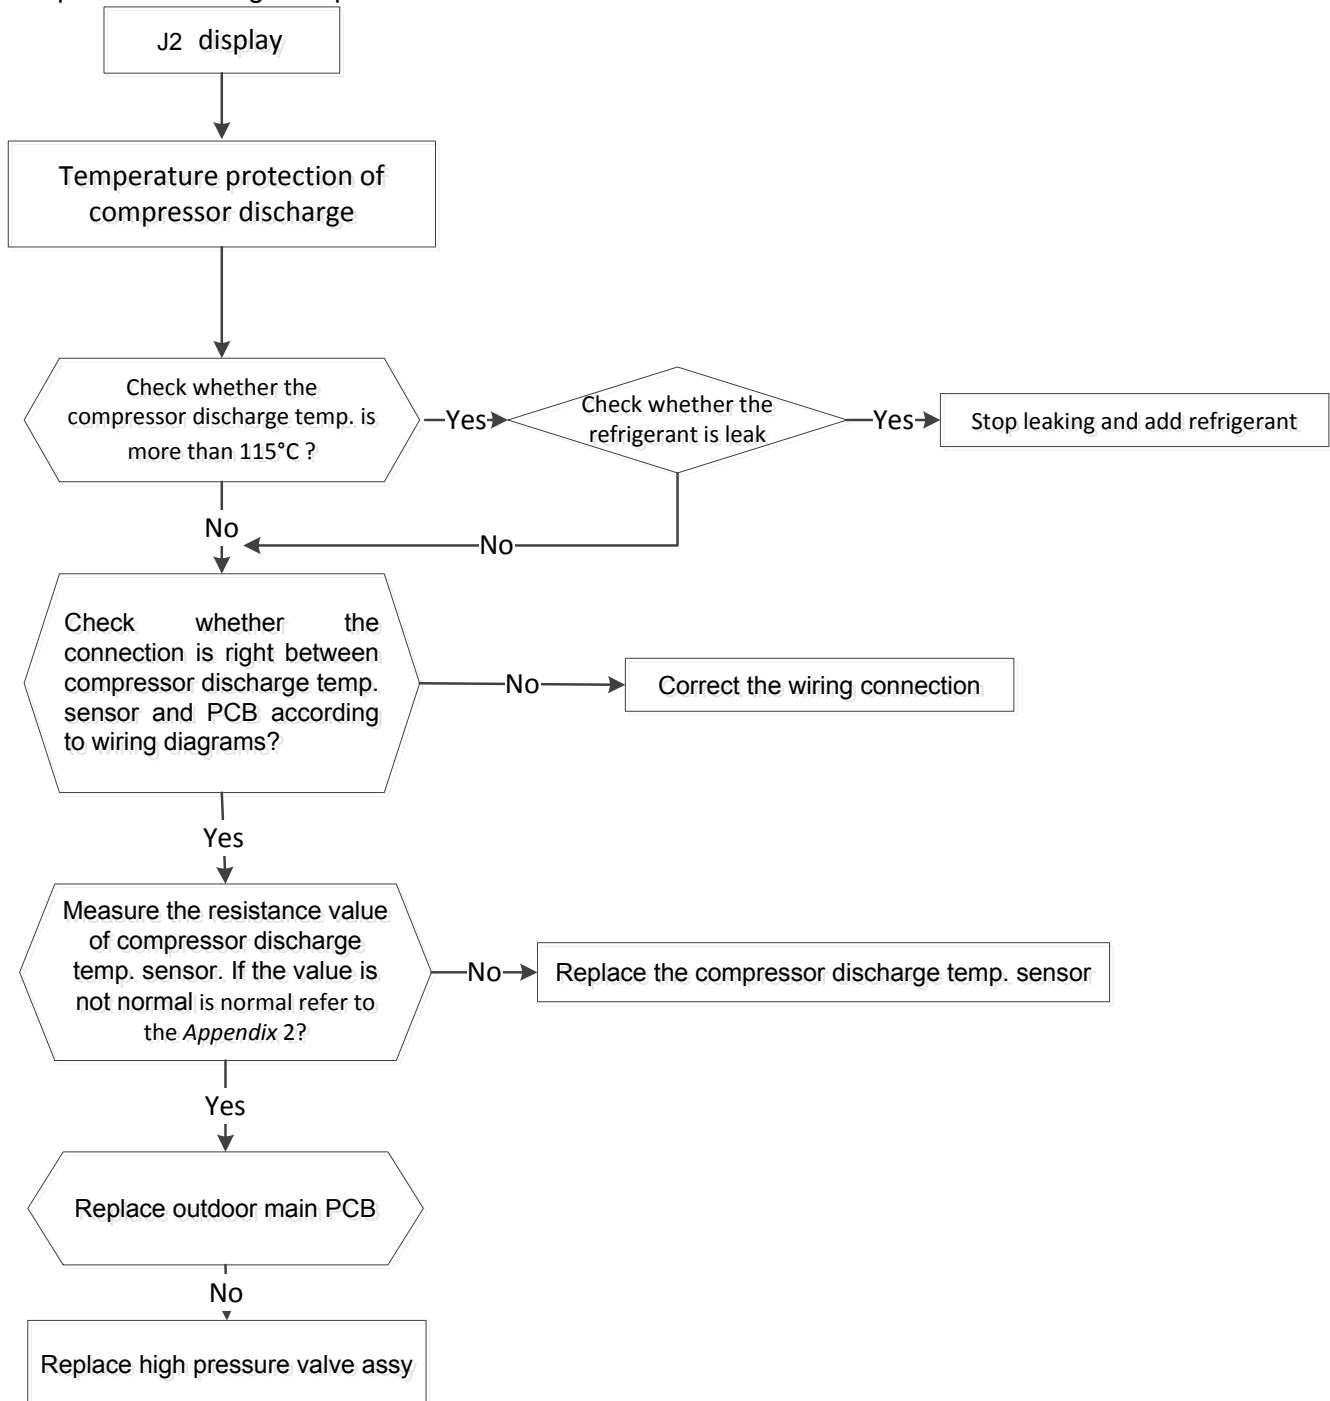 J2 display
Temperature protection of
compressor discharge
Check whether the
compressor discharge temp. is
more than 115°C ?
Yes
Check whether the
refrigerant is leak
Yes
Stop leaking and add refrigerant
No
No
Check whether the
connection is right between
compressor discharge temp.
sensor and PCB according
to wiring diagrams?
No
Correct the wiring connection
Yes
Measure the resistance value
of compressor discharge
temp. sensor. If the value is
not normal is normal refer to
the Appendix 2?
No
Replace the compressor discharge temp. sensor
Yes
Replace outdoor main PCB
No
Replace high pressure valve assy